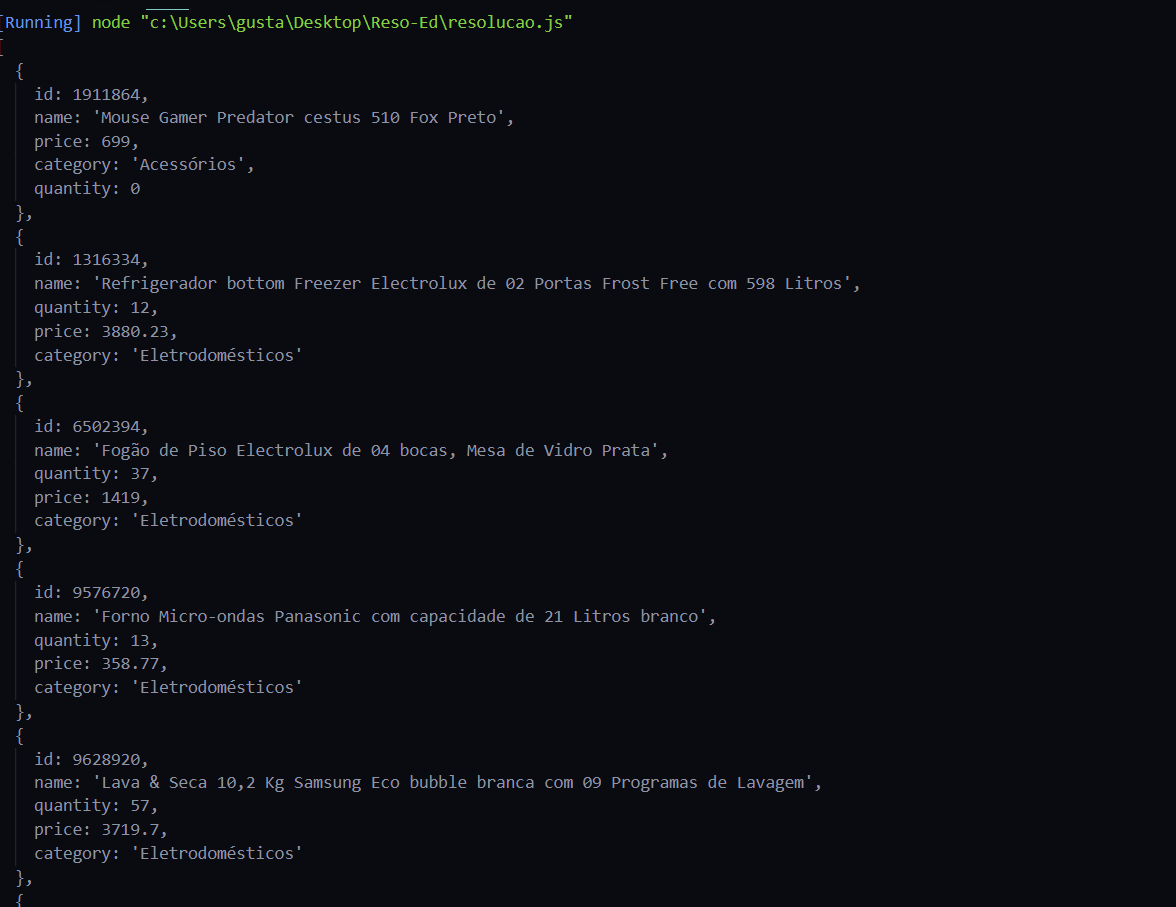 [Running] node "c:\Users\gusta\Desktop\Reso-Ed\resolucao.js"
[
  {
    id: 1911864,
    name: 'Mouse Gamer Predator cestus 510 Fox Preto',
    price: 699,
    category: 'Acessórios',
    quantity: 0
  },
  {
    id: 1316334,
    name: 'Refrigerador bottom Freezer Electrolux de 02 Portas Frost Free com 598 Litros',
    quantity: 12,
    price: 3880.23,
    category: 'Eletrodomésticos'
  },
  {
    id: 6502394,
    name: 'Fogão de Piso Electrolux de 04 bocas, Mesa de Vidro Prata',
    quantity: 37,
    price: 1419,
    category: 'Eletrodomésticos'
  },
  {
    id: 9576720,
    name: 'Forno Micro-ondas Panasonic com capacidade de 21 Litros branco',
    quantity: 13,
    price: 358.77,
    category: 'Eletrodomésticos'
  },
  {
    id: 9628920,
    name: 'Lava & Seca 10,2 Kg Samsung Eco bubble branca com 09 Programas de Lavagem',
    quantity: 57,
    price: 3719.7,
    category: 'Eletrodomésticos'
  },
  {